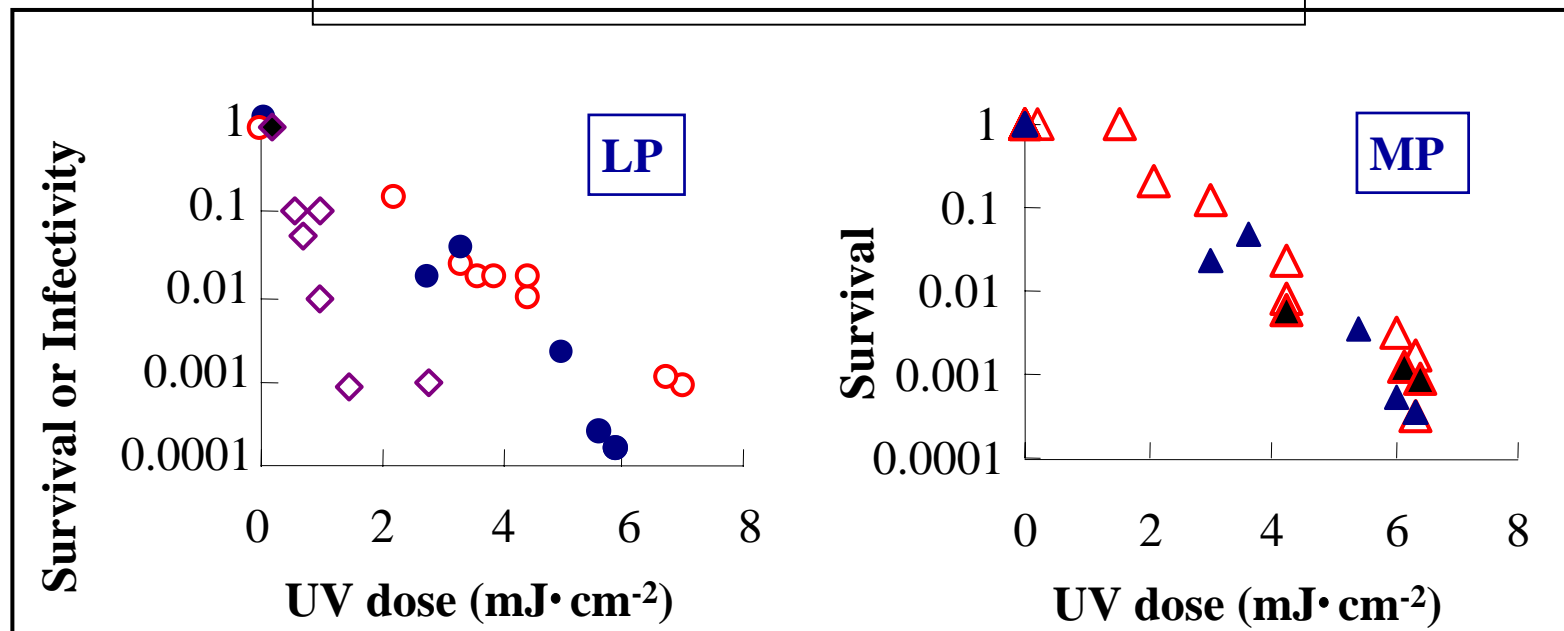 LP
Survival or Infectivity
1
0.1
0.01
0.001
0.0001
0 2 4 6 8
UV dose (mJ•cm-2)
MP
Survival
1
0.1
0.01
0.001
0.0001
0 2 4 6 8
UV dose (mJ•cm-2)